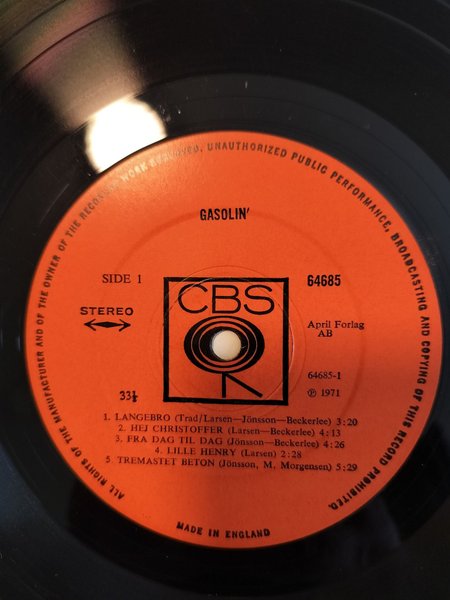 ALL RIGHTS OF THE MANUFACTURER AND OF THE OWNER OF THE RECORDED WORK RESERVED. UNAUTHORIZED PUBLIC PERFORMANCE, BROADCASTING AND COPYING OF THIS RECORD PROHIBITED.
GASOLIN'
SIDE 1
64685
CBS
STEREO
April Forlag
AB
64685-1
33⅓
℗ 1971
1. LANGEBRO (Trad/Larsen—Jönsson—Beckerlee) 3:20
2. HEJ CHRISTOFFER (Larsen—Beckerlee) 4:13
3. FRA DAG TIL DAG (Jönsson—Beckerlee) 4:26
4. LILLE HENRY (Larsen) 2:28
5 TREMASTET BETON (Jönsson, M. Morgensen) 5:29
MADE IN ENGLAND